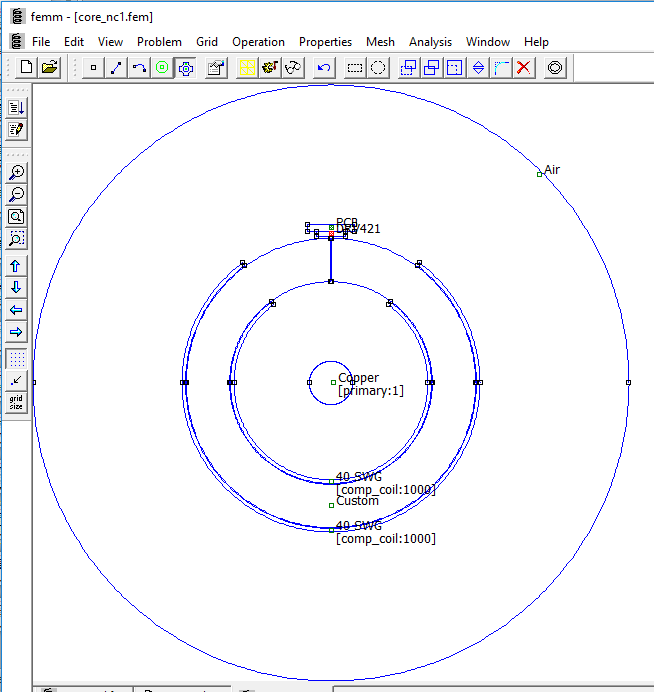 femm - [core_nc1.fem]
File Edit View Problem Grid Operation Properties Mesh Analysis Window Help
Air
PCB
DRV421
Copper
[primary:1]
40 SWG
[comp_coil:1000]
Custom
40 SWG
[comp_coil:1000]
grid
size